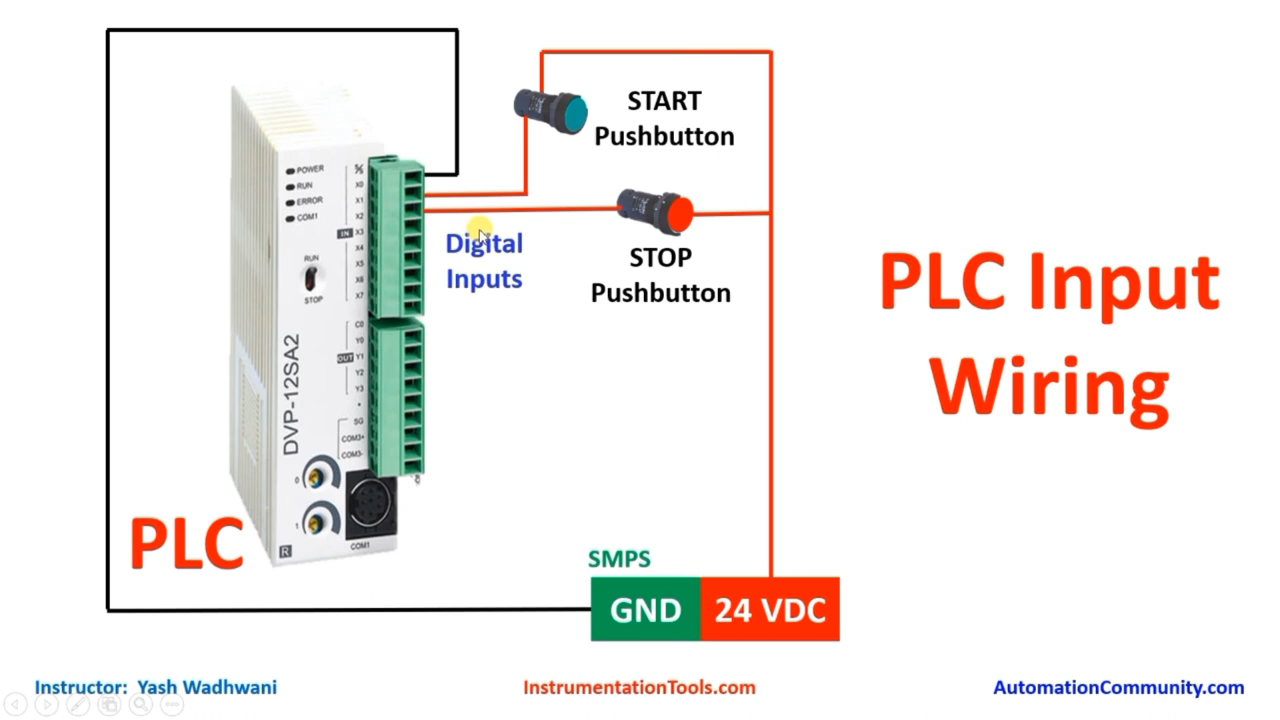 START
Pushbutton
POWER
RUN
ERROR
COM1
S/S
X0
X1
X2
IN X3
X4
X5
X6
X7
RUN
STOP
Digital
Inputs
STOP
Pushbutton
PLC Input
Wiring
C0
Y0
OUT Y1
Y2
Y3
SG
COM3+
COM3-
DVP-12SA2
0
1
R
COM1
PLC
SMPS
GND
24 VDC
Instructor: Yash Wadhwani
InstrumentationTools.com
AutomationCommunity.com